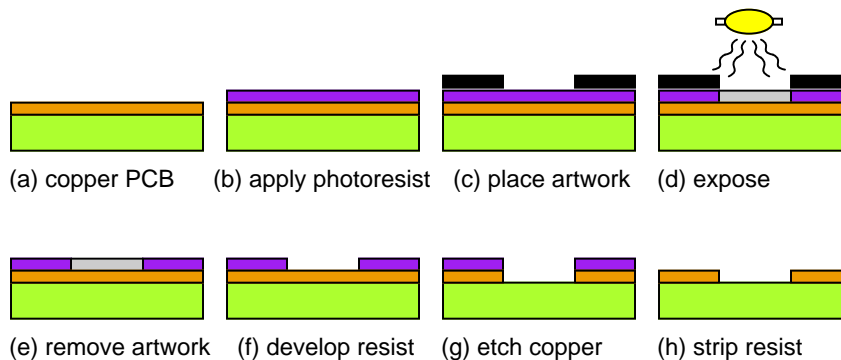 (a) copper PCB
(b) apply photoresist
(c) place artwork
(d) expose
(e) remove artwork
(f) develop resist
(g) etch copper
(h) strip resist